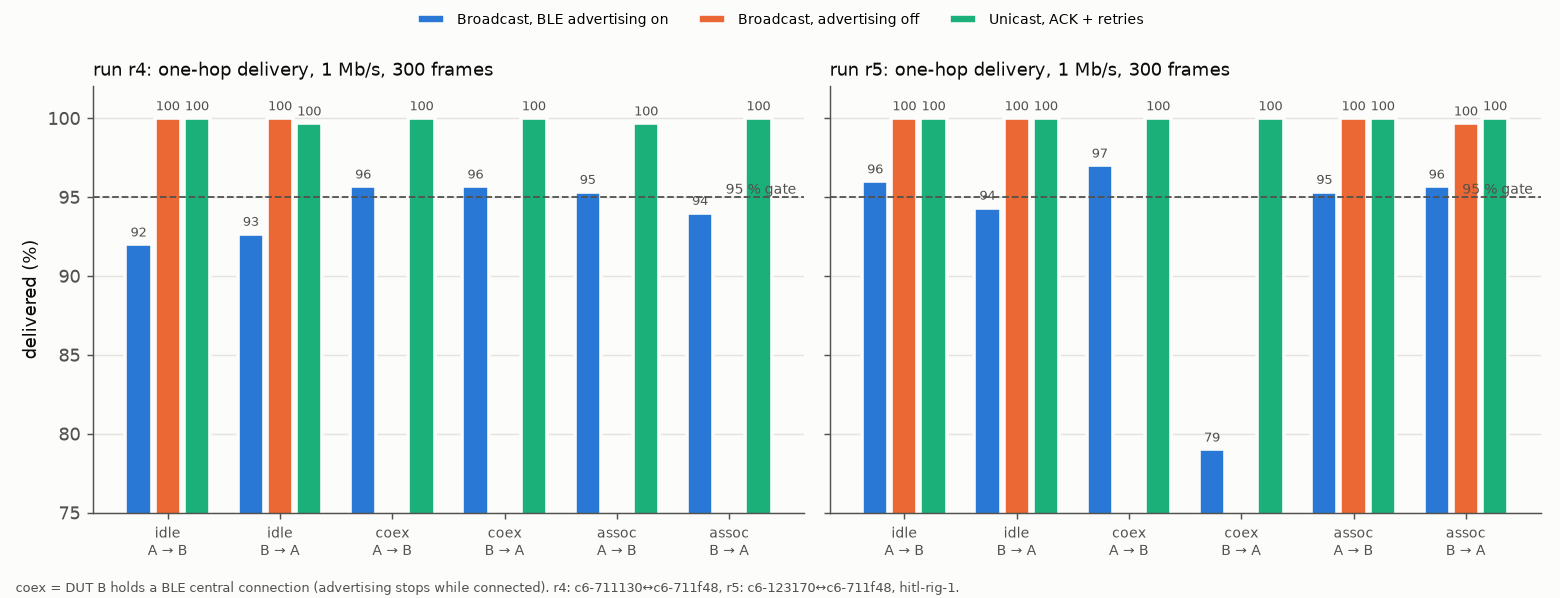 Broadcast, BLE advertising on
Broadcast, advertising off
Unicast, ACK + retries
run r4: one-hop delivery, 1 Mb/s, 300 frames
run r5: one-hop delivery, 1 Mb/s, 300 frames
delivered (%)
100
95
90
85
80
75
92 100 100
93 100 100
96 100
96 100
95 100
94 100
95 % gate
96 100 100
94 100 100
97 100
79 100
95 100 100
96 100 100
95 % gate
idle
A → B
idle
B → A
coex
A → B
coex
B → A
assoc
A → B
assoc
B → A
idle
A → B
idle
B → A
coex
A → B
coex
B → A
assoc
A → B
assoc
B → A
coex = DUT B holds a BLE central connection (advertising stops while connected). r4: c6-711130↔c6-711f48, r5: c6-123170↔c6-711f48, hitl-rig-1.